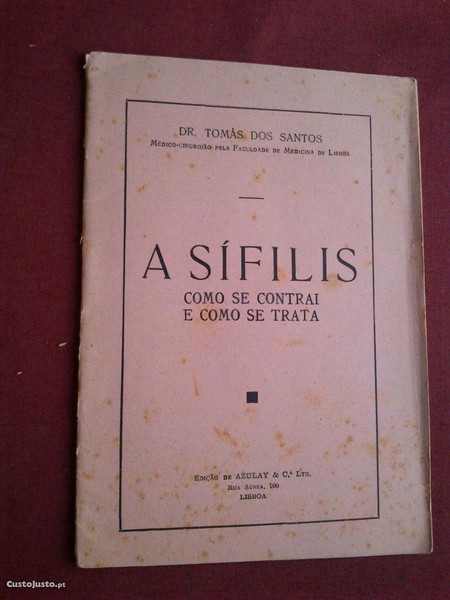 DR. TOMÁS DOS SANTOS
MÉDICO-CIRURGIÃO PELA FACULDADE DE MEDICINA DE LISBOA
A SÍFILIS
COMO SE CONTRAI
E COMO SE TRATA
EDIÇÃO DE AZULAY & C.ª LTD.
RUA AUREA, 100
LISBOA
CustoJusto.pt